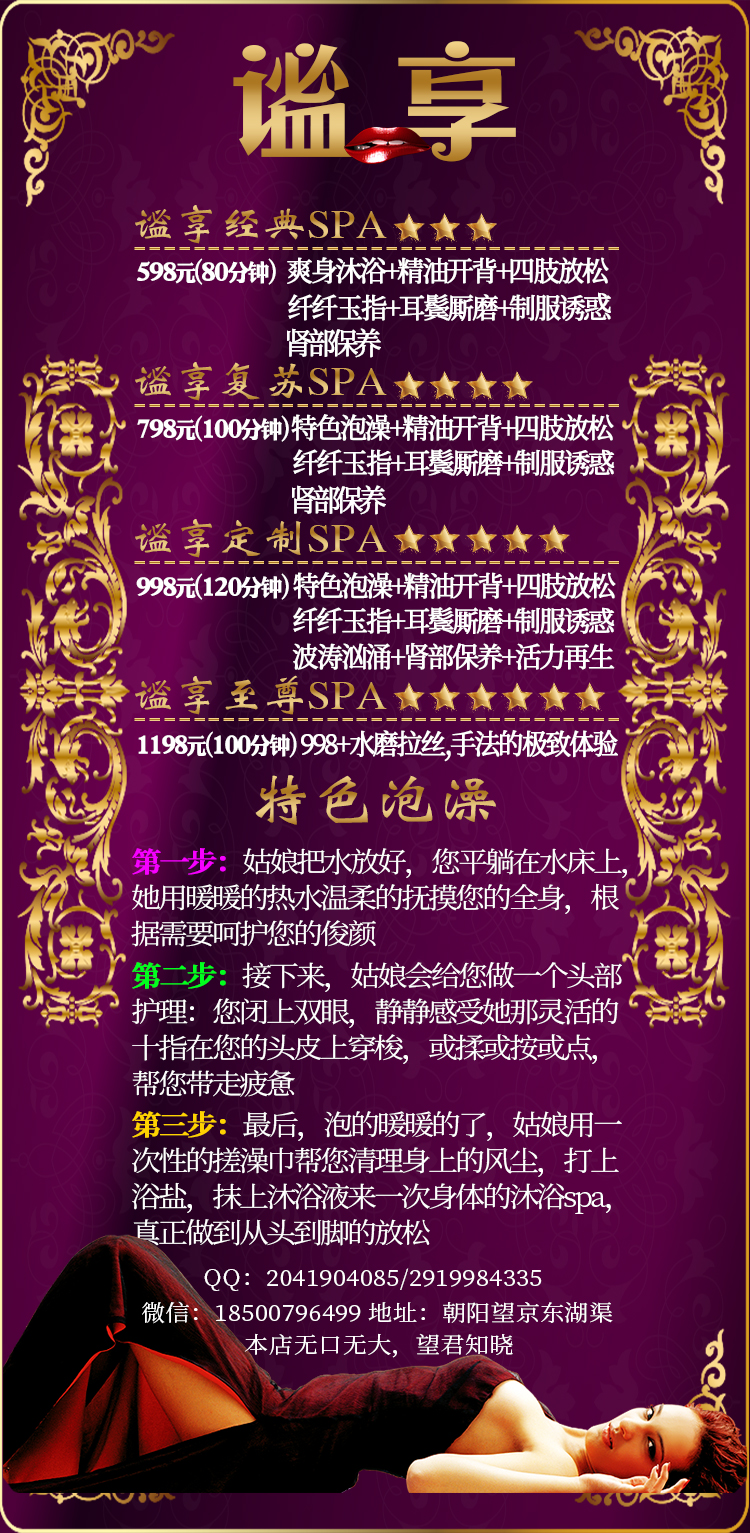 谧享
谧享经典SPA
598元(80分钟) 爽身沐浴+精油开背+四肢放松
纤纤玉指+耳鬓厮磨+制服诱惑
肾部保养
谧享复苏SPA
798元(100分钟)特色泡澡+精油开背+四肢放松
纤纤玉指+耳鬓厮磨+制服诱惑
肾部保养
谧享定制SPA
998元(120分钟)特色泡澡+精油开背+四肢放松
纤纤玉指+耳鬓厮磨+制服诱惑
波涛汹涌+肾部保养+活力再生
谧享至尊SPA
1198元(100分钟) 998+水磨拉丝,手法的极致体验
特色泡澡
第一步：姑娘把水放好，您平躺在水床上,
她用暖暖的热水温柔的抚摸您的全身，根
据需要呵护您的俊颜
第二步：接下来，姑娘会给您做一个头部
护理：您闭上双眼，静静感受她那灵活的
十指在您的头皮上穿梭，或揉或按或点，
帮您带走疲惫
第三步：最后，泡的暖暖的了，姑娘用一
次性的搓澡巾帮您清理身上的风尘，打上
浴盐，抹上沐浴液来一次身体的沐浴spa,
真正做到从头到脚的放松
QQ：2041904085/2919984335
微信：18500796499 地址：朝阳望京东湖渠
本店无口无大，望君知晓